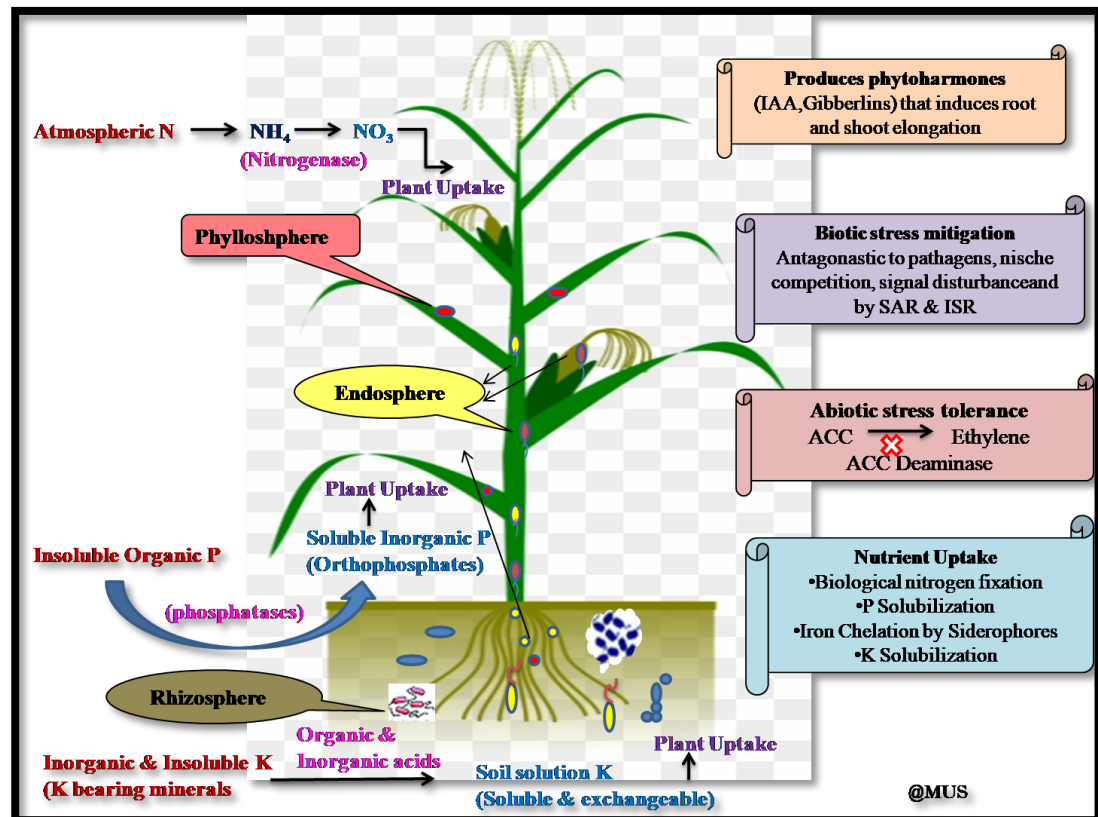 Atmospheric N
NH4
NO3
(Nitrogenase)
Plant Uptake
Phylloshphere
Endosphere
Plant Uptake
Soluble Inorganic P
(Orthophosphates)
Insoluble Organic P
(phosphatases)
Rhizosphere
Organic &
Inorganic acids
Inorganic & Insoluble K
(K bearing minerals
Soil solution K
(Soluble & exchangeable)
Plant Uptake
Produces phytoharmones
(IAA,Gibberlins) that induces root
and shoot elongation
Biotic stress mitigation
Antagonastic to pathagens, nische
competition, signal disturbanceand
by SAR & ISR
Abiotic stress tolerance
ACC
Ethylene
ACC Deaminase
Nutrient Uptake
•Biological nitrogen fixation
•P Solubilization
•Iron Chelation by Siderophores
•K Solubilization
@MUS